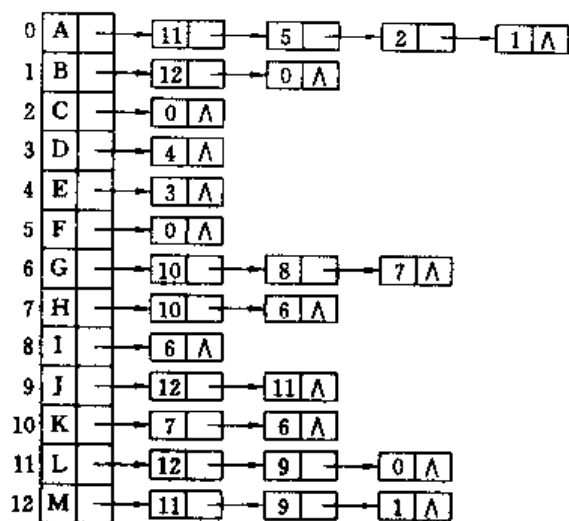 0 A 11 5 2 1 Λ
1 B 12 0 Λ
2 C 0 Λ
3 D 4 Λ
4 E 3 Λ
5 F 0 Λ
6 G 10 8 7 Λ
7 H 10 6 Λ
8 I 6 Λ
9 J 12 11 Λ
10 K 7 6 Λ
11 L 12 9 0 Λ
12 M 11 9 1 Λ